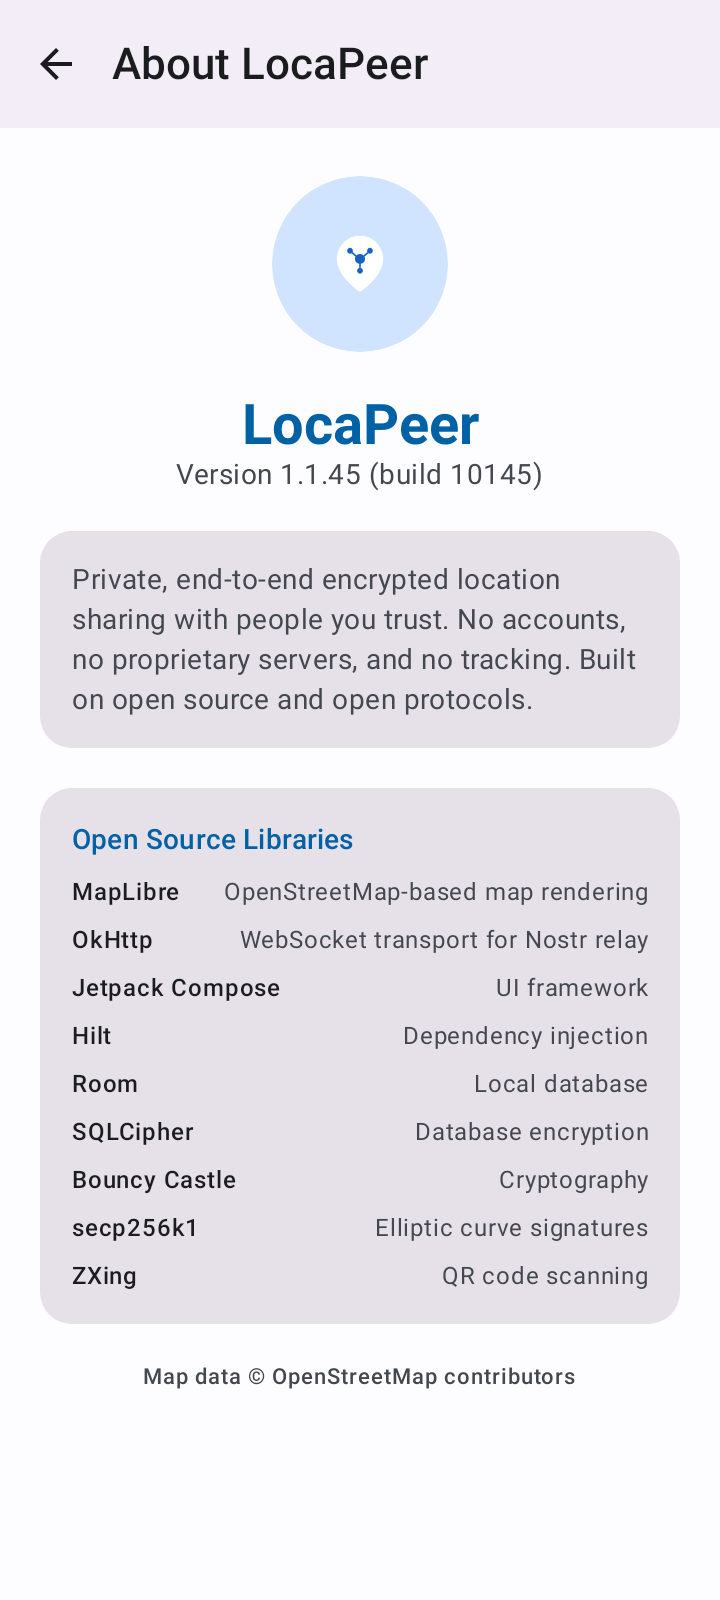 About LocaPeer
LocaPeer
Version 1.1.45 (build 10145)
Private, end-to-end encrypted location
sharing with people you trust. No accounts,
no proprietary servers, and no tracking. Built
on open source and open protocols.
Open Source Libraries
MapLibre OpenStreetMap-based map rendering
OkHttp WebSocket transport for Nostr relay
Jetpack Compose UI framework
Hilt Dependency injection
Room Local database
SQLCipher Database encryption
Bouncy Castle Cryptography
secp256k1 Elliptic curve signatures
ZXing QR code scanning
Map data © OpenStreetMap contributors